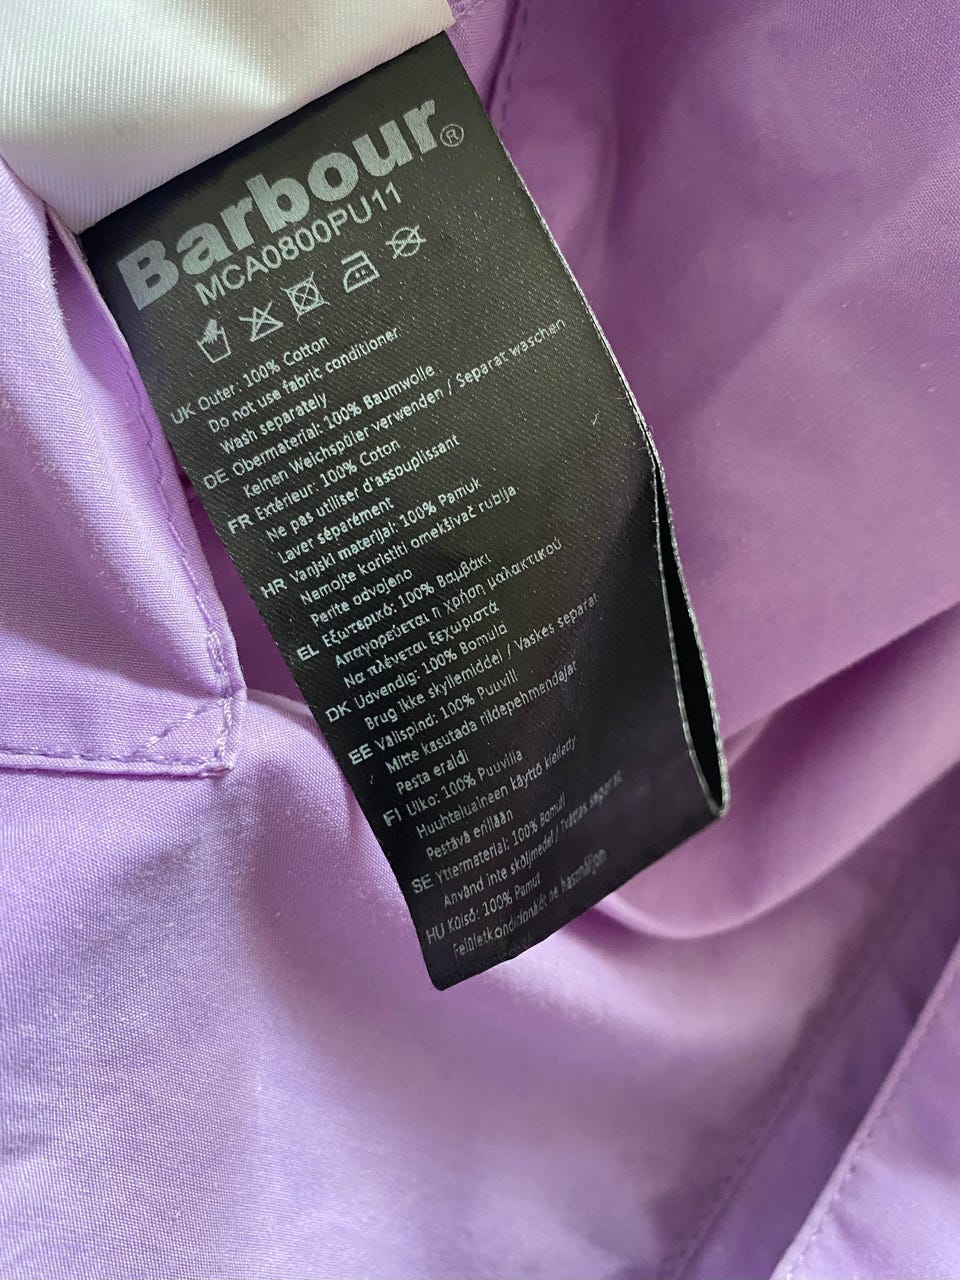 Barbour®
MCA0800PU11
UK Outer: 100% Cotton
Do not use fabric conditioner
Wash separately
DE Obermaterial: 100% Baumwolle
Keinen Weichspüler verwenden / Separat waschen
FR Extérieur: 100% Coton
Ne pas utiliser d'assouplissant
Laver séparément
HR Vanjski materijal: 100% Pamuk
Nemojte koristiti omekšivač rublja
Perite odvojeno
EL Εξωτερικό: 100% Βαμβάκι
Απαγορεύεται η χρήση μαλακτικού
Να πλένεται ξεχωριστά
DK Udvendig: 100% Bomuld
Brug ikke skyllemiddel / Vaskes separat
EE Välispind: 100% Puuvill
Mitte kasutada riidepehmendajat
Pesta eraldi
FI Ulko: 100% Puuvilla
Huuhteluaineen käyttö kielletty
Pestävä erillään
SE Yttermaterial: 100% Bomull
Använd inte sköljmedel / Tvättas separat
HU Külső: 100% Pamut
Felületkondicionálót ne használjon